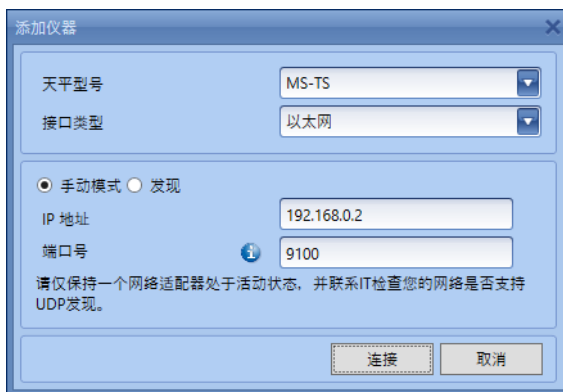 添加仪器
天平型号 MS-TS
接口类型 以太网
手动模式 发现
IP 地址 192.168.0.2
端口号 9100
请仅保持一个网络适配器处于活动状态，并联系IT检查您的网络是否支持
UDP发现。
连接 取消